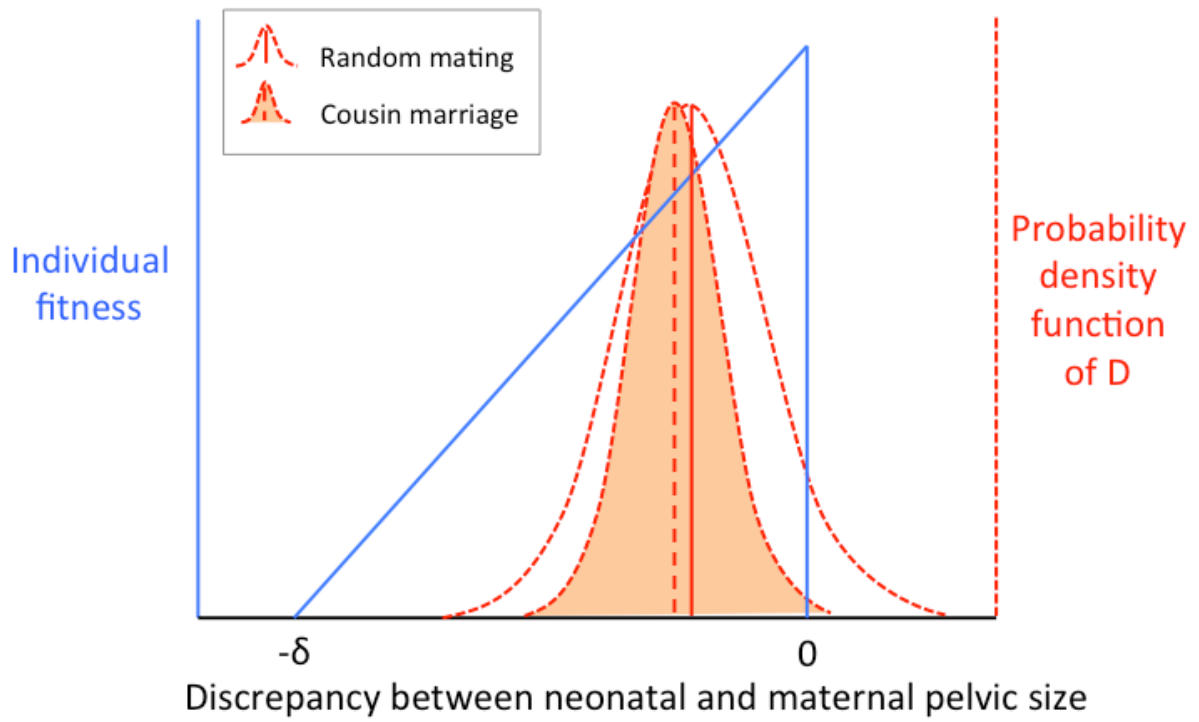 Random mating
Cousin marriage
Individual
fitness
Probability
density
function
of D
-δ
0
Discrepancy between neonatal and maternal pelvic size